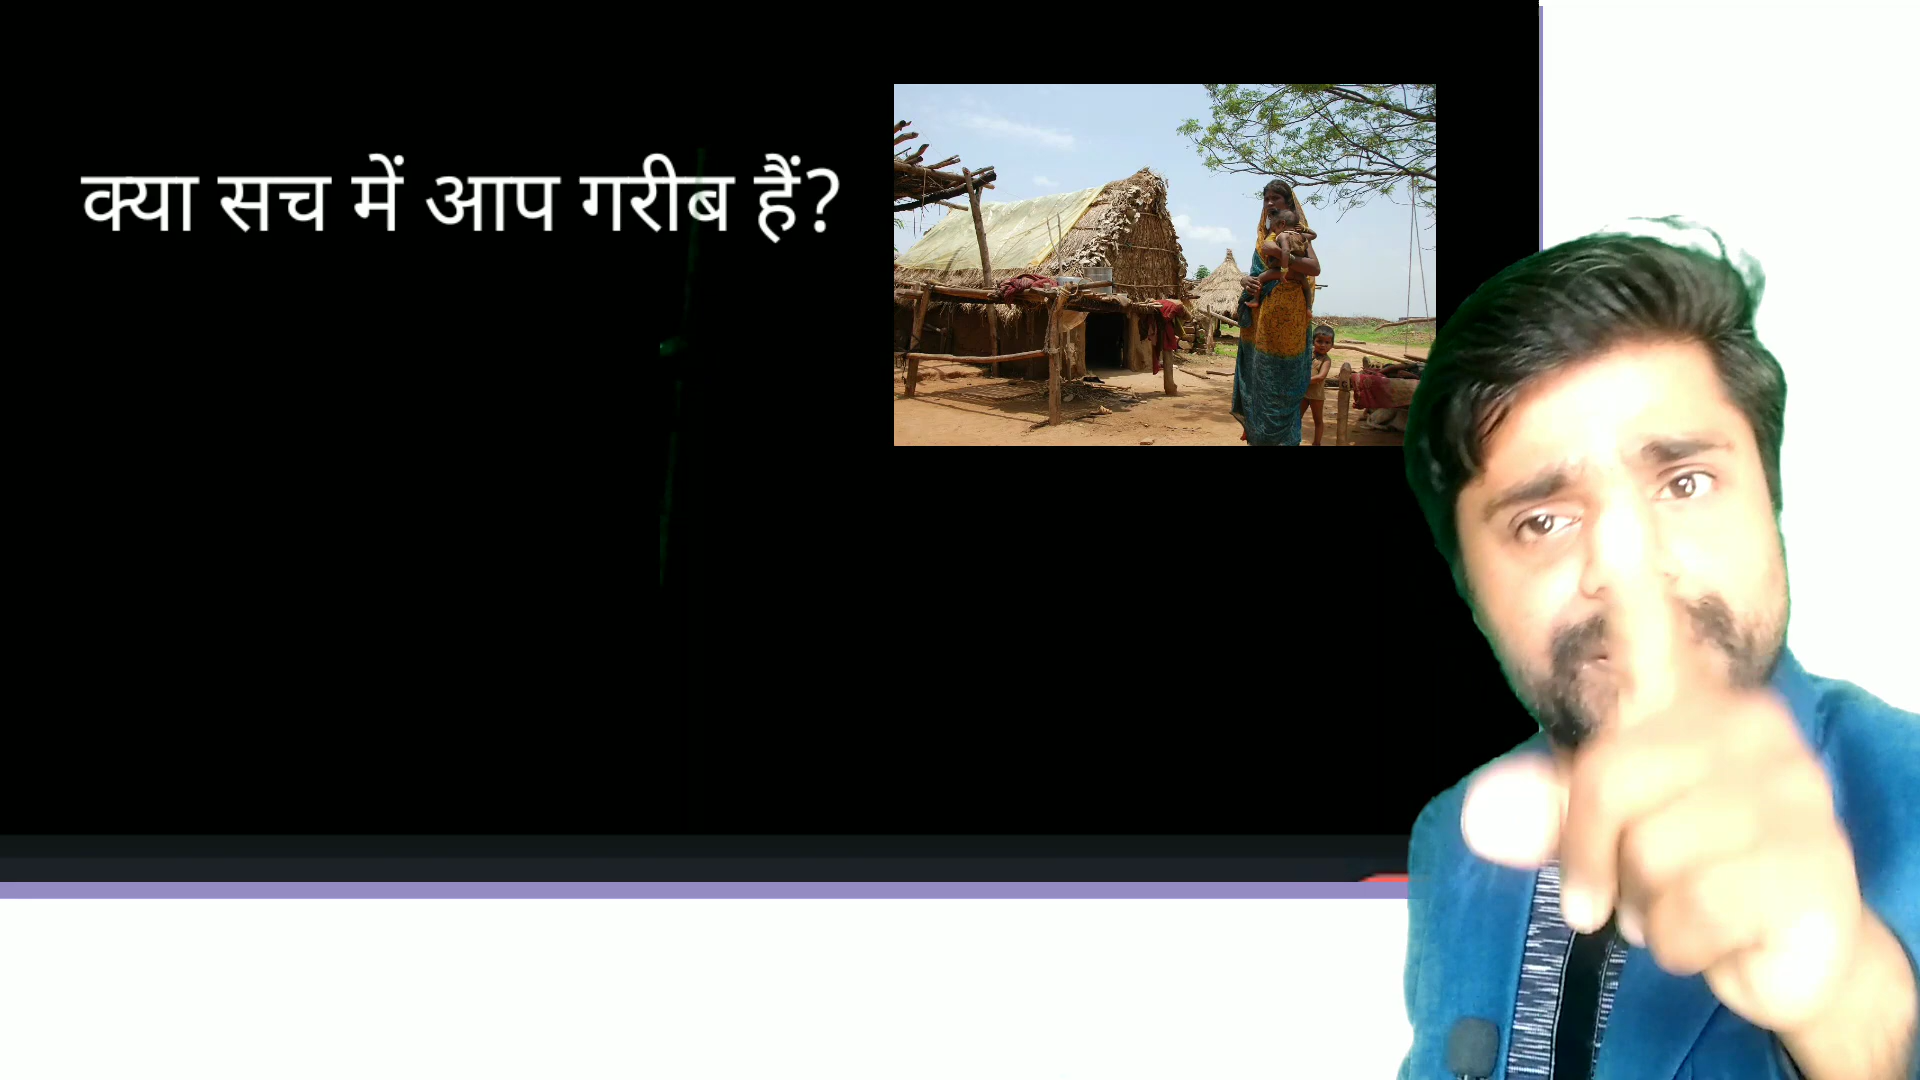 क्या सच में आप गरीब हैं?